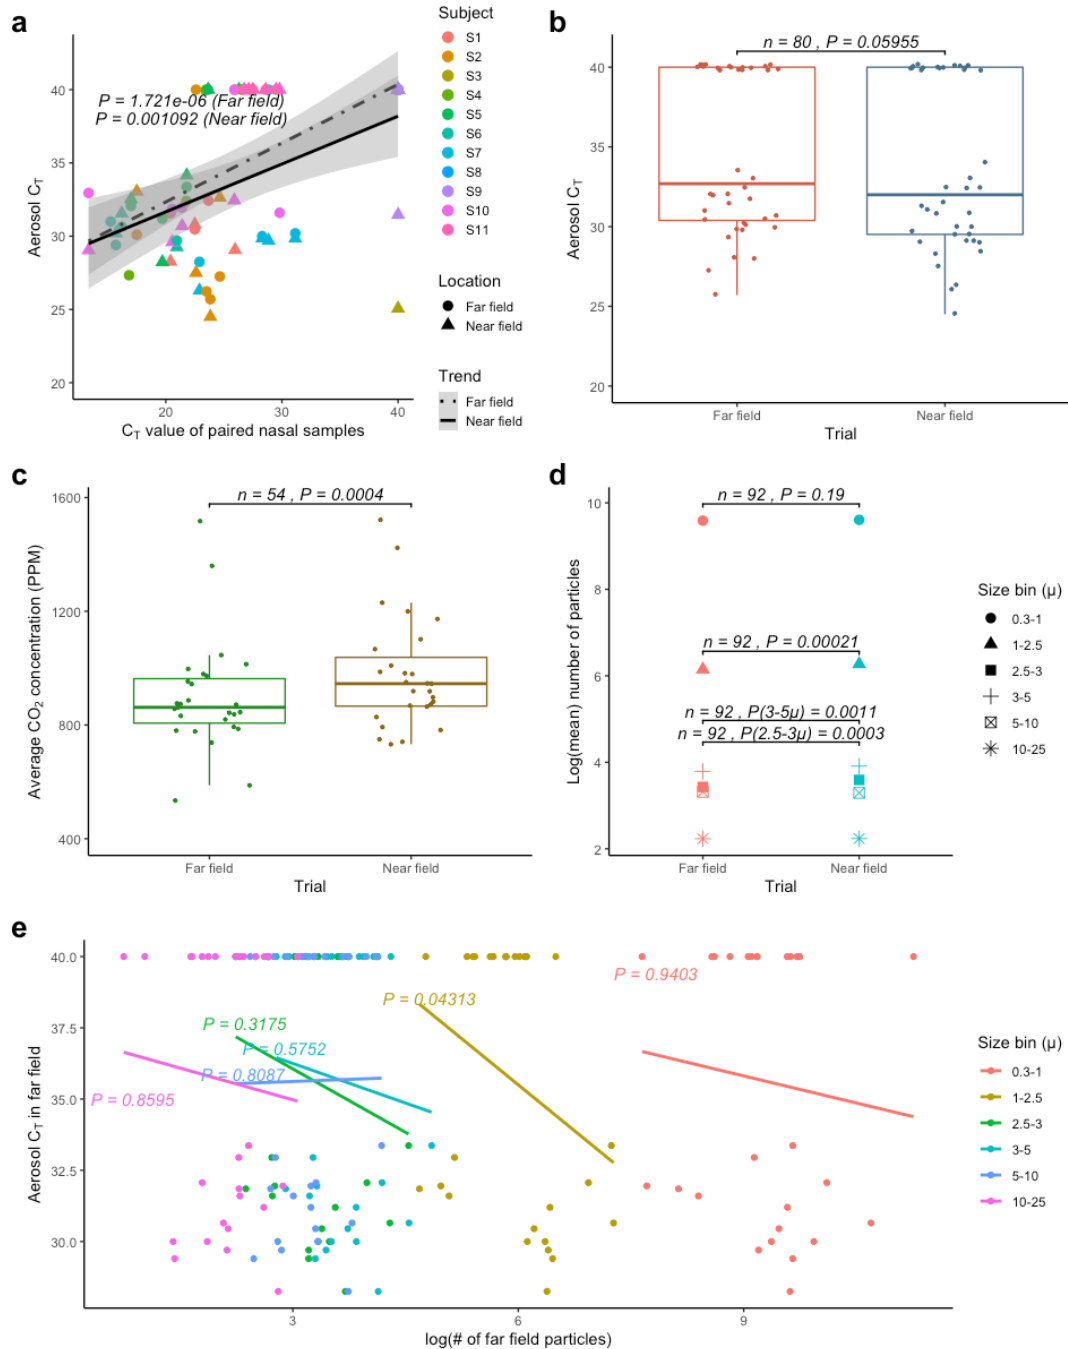 a
Subject
S1
S2
S3
S4
S5
S6
S7
S8
S9
S10
S11
Location
Far field
Near field
Trend
Far field
Near field
P = 1.721e-06 (Far field)
P = 0.001092 (Near field)
40
35
30
25
20
Aerosol CT
20
30
40
CT value of paired nasal samples
b
n = 80 , P = 0.05955
40
35
30
25
20
Aerosol CT
Far field
Near field
Trial
c
n = 54 , P = 0.0004
1600
1200
800
400
Average CO2 concentration (PPM)
Far field
Near field
Trial
d
n = 92 , P = 0.19
n = 92 , P = 0.00021
n = 92 , P(3-5μ) = 0.0011
n = 92 , P(2.5-3μ) = 0.0003
10
8
6
4
2
Log(mean) number of particles
Far field
Near field
Trial
Size bin (μ)
0.3-1
1-2.5
2.5-3
3-5
5-10
10-25
e
40.0
37.5
35.0
32.5
30.0
Aerosol CT in far field
P = 0.9403
P = 0.04313
P = 0.3175
P = 0.5752
P = 0.8087
P = 0.8595
3
6
9
log(# of far field particles)
Size bin (μ)
0.3-1
1-2.5
2.5-3
3-5
5-10
10-25